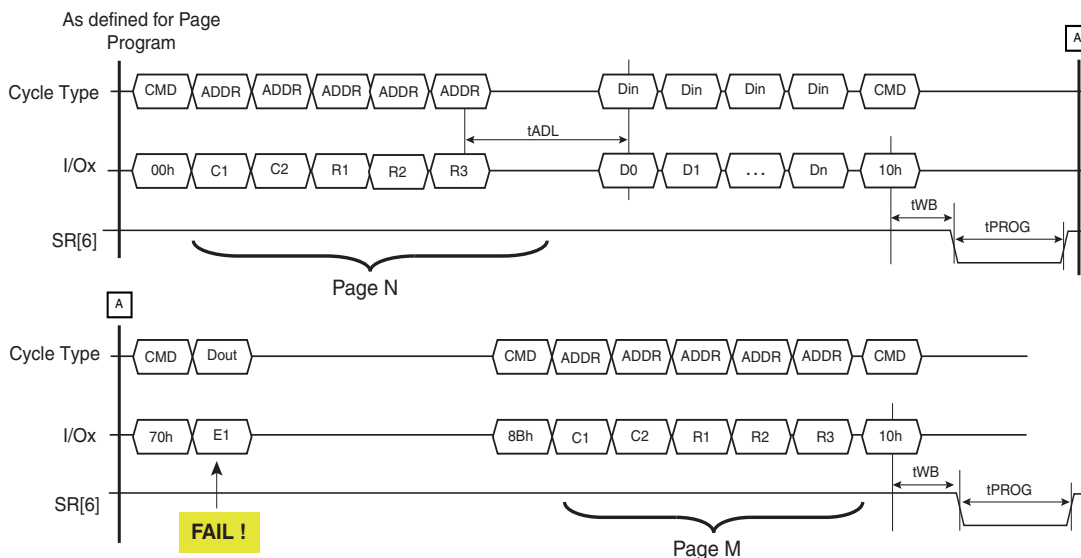 As defined for Page
Program
A
Cycle Type
CMD ADDR ADDR ADDR ADDR ADDR Din Din Din Din CMD
tADL
I/Ox
00h C1 C2 R1 R2 R3 D0 D1 ... Dn 10h
tWB
tPROG
SR[6]
Page N
A
Cycle Type
CMD Dout CMD ADDR ADDR ADDR ADDR ADDR CMD
I/Ox
70h E1 8Bh C1 C2 R1 R2 R3 10h
tWB
tPROG
SR[6]
FAIL !
Page M